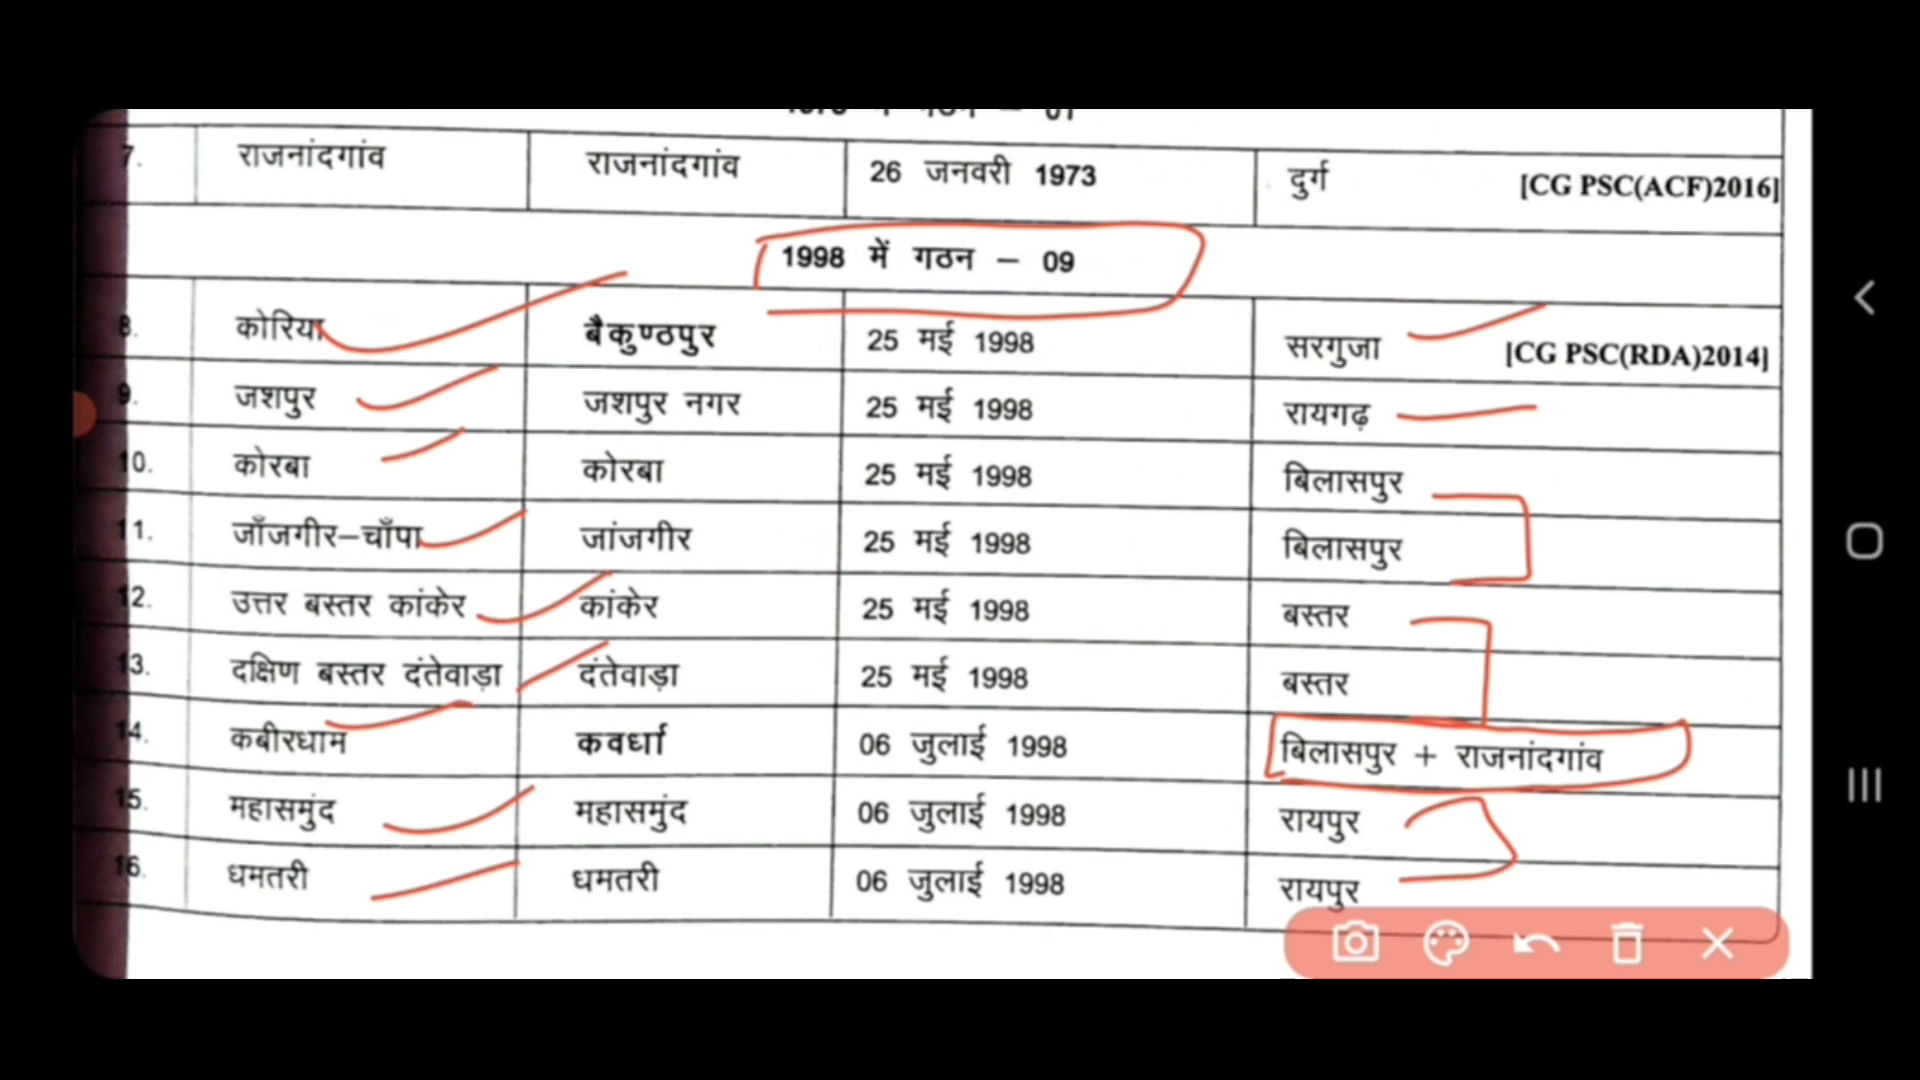 7. राजनांदगांव राजनांदगांव 26 जनवरी 1973 दुर्ग [CG PSC(ACF)2016]
1998 में गठन – 09
8. कोरिया बैकुण्ठपुर 25 मई 1998 सरगुजा [CG PSC(RDA)2014]
9. जशपुर जशपुर नगर 25 मई 1998 रायगढ़
10. कोरबा कोरबा 25 मई 1998 बिलासपुर
11. जाँजगीर–चाँपा जांजगीर 25 मई 1998 बिलासपुर
12. उत्तर बस्तर कांकेर कांकेर 25 मई 1998 बस्तर
13. दक्षिण बस्तर दंतेवाड़ा दंतेवाड़ा 25 मई 1998 बस्तर
14. कबीरधाम कवर्धा 06 जुलाई 1998 बिलासपुर + राजनांदगांव
15. महासमुंद महासमुंद 06 जुलाई 1998 रायपुर
16. धमतरी धमतरी 06 जुलाई 1998 रायपुर